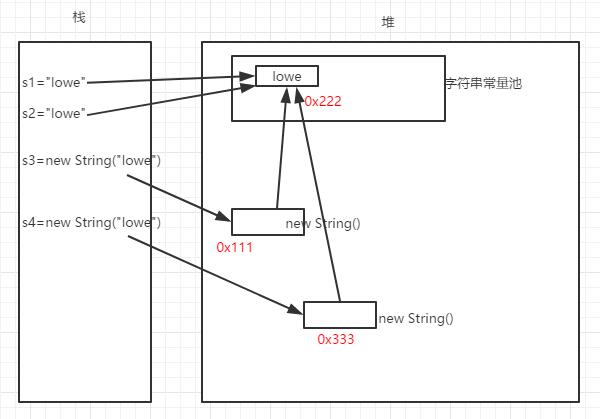 栈
堆
s1="lowe"
lowe
字符串常量池
s2="lowe"
0x222
s3=new String("lowe")
s4=new String("lowe")
new String()
0x111
new String()
0x333